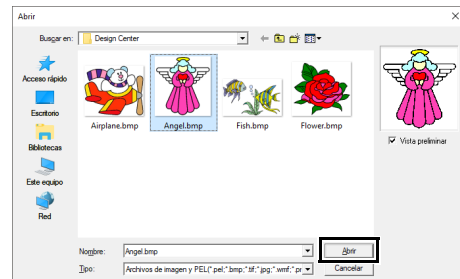 Abrir
Buscar en:
Design Center
Acceso rápido
Escritorio
Bibliotecas
Este equipo
Red
Airplane.bmp
Angel.bmp
Fish.bmp
Flower.bmp
Vista preliminar
Nombre:
Angel.bmp
Abrir
Tipo:
Archivos de imagen y PEL(*.pel;*.bmp;*.tif;*.jpg;*.wmf;*.pr
Cancelar